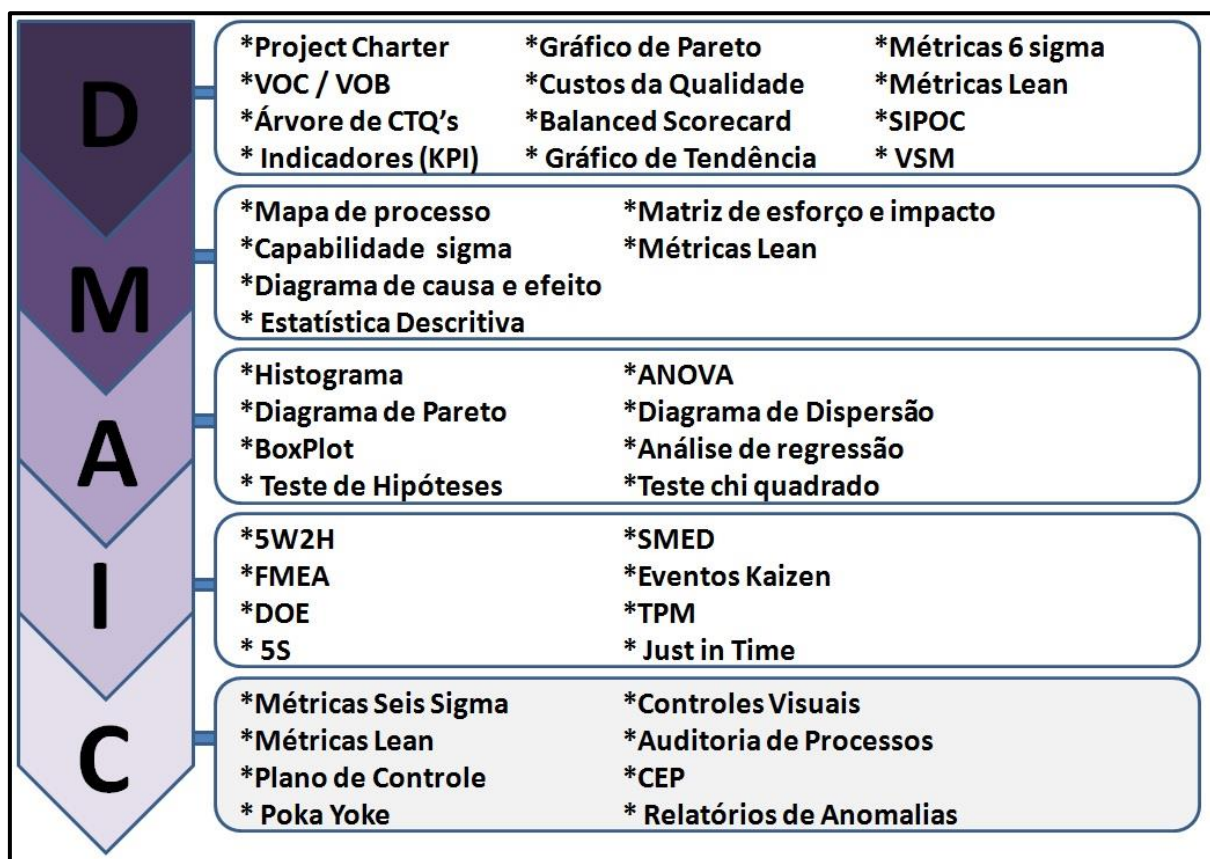 D
*Project Charter *Gráfico de Pareto *Métricas 6 sigma
*VOC / VOB *Custos da Qualidade *Métricas Lean
*Árvore de CTQ’s *Balanced Scorecard *SIPOC
* Indicadores (KPI) * Gráfico de Tendência * VSM
M
*Mapa de processo *Matriz de esforço e impacto
*Capabilidade sigma *Métricas Lean
*Diagrama de causa e efeito
* Estatística Descritiva
A
*Histograma *ANOVA
*Diagrama de Pareto *Diagrama de Dispersão
*BoxPlot *Análise de regressão
* Teste de Hipóteses *Teste chi quadrado
I
*5W2H *SMED
*FMEA *Eventos Kaizen
*DOE *TPM
* 5S * Just in Time
C
*Métricas Seis Sigma *Controles Visuais
*Métricas Lean *Auditoria de Processos
*Plano de Controle *CEP
* Poka Yoke * Relatórios de Anomalias